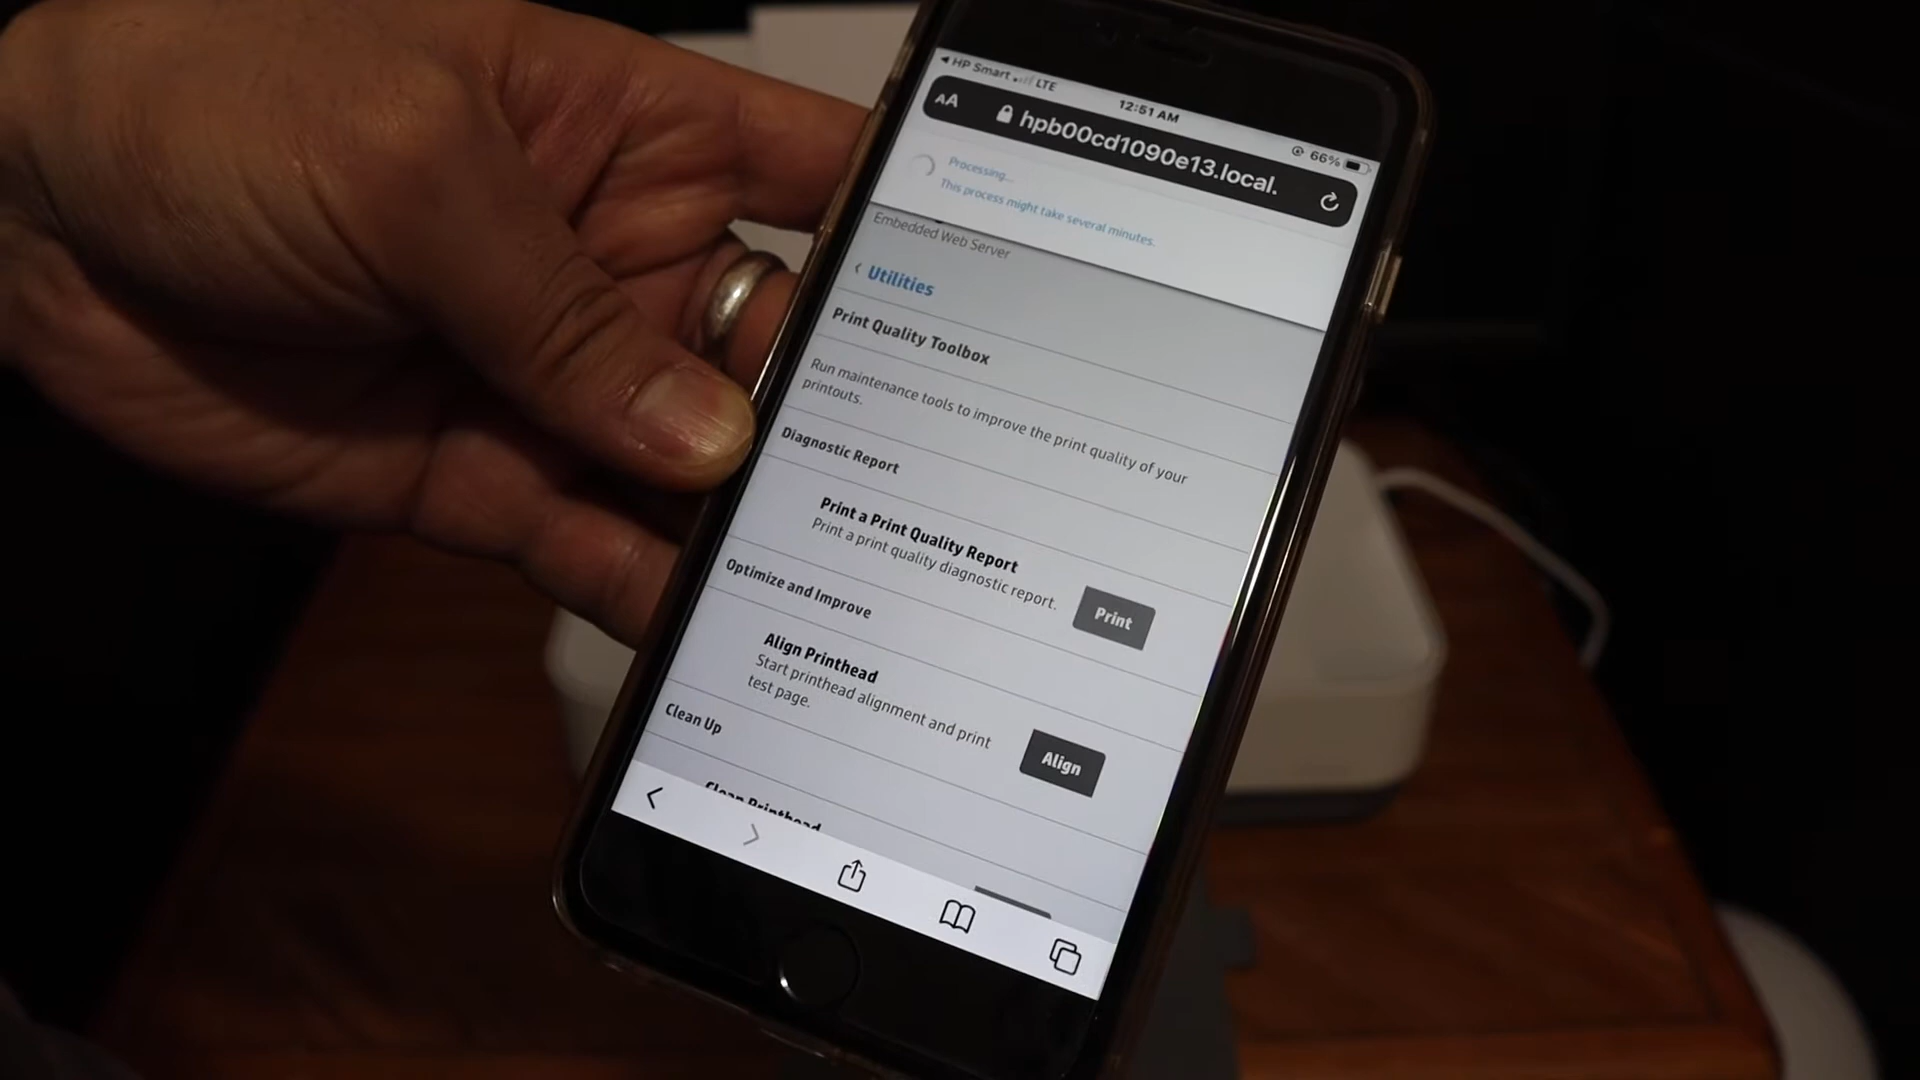 HP Smart LTE
12:51 AM
66%
AA hpb00cd1090e13.local.
Processing...
This process might take several minutes.
Embedded Web Server
Utilities
Print Quality Toolbox
Run maintenance tools to improve the print quality of your
printouts.
Diagnostic Report
Print a Print Quality Report
Print a print quality diagnostic report.
Print
Optimize and Improve
Align Printhead
Start printhead alignment and print
test page.
Align
Clean Up
Clean Printhead